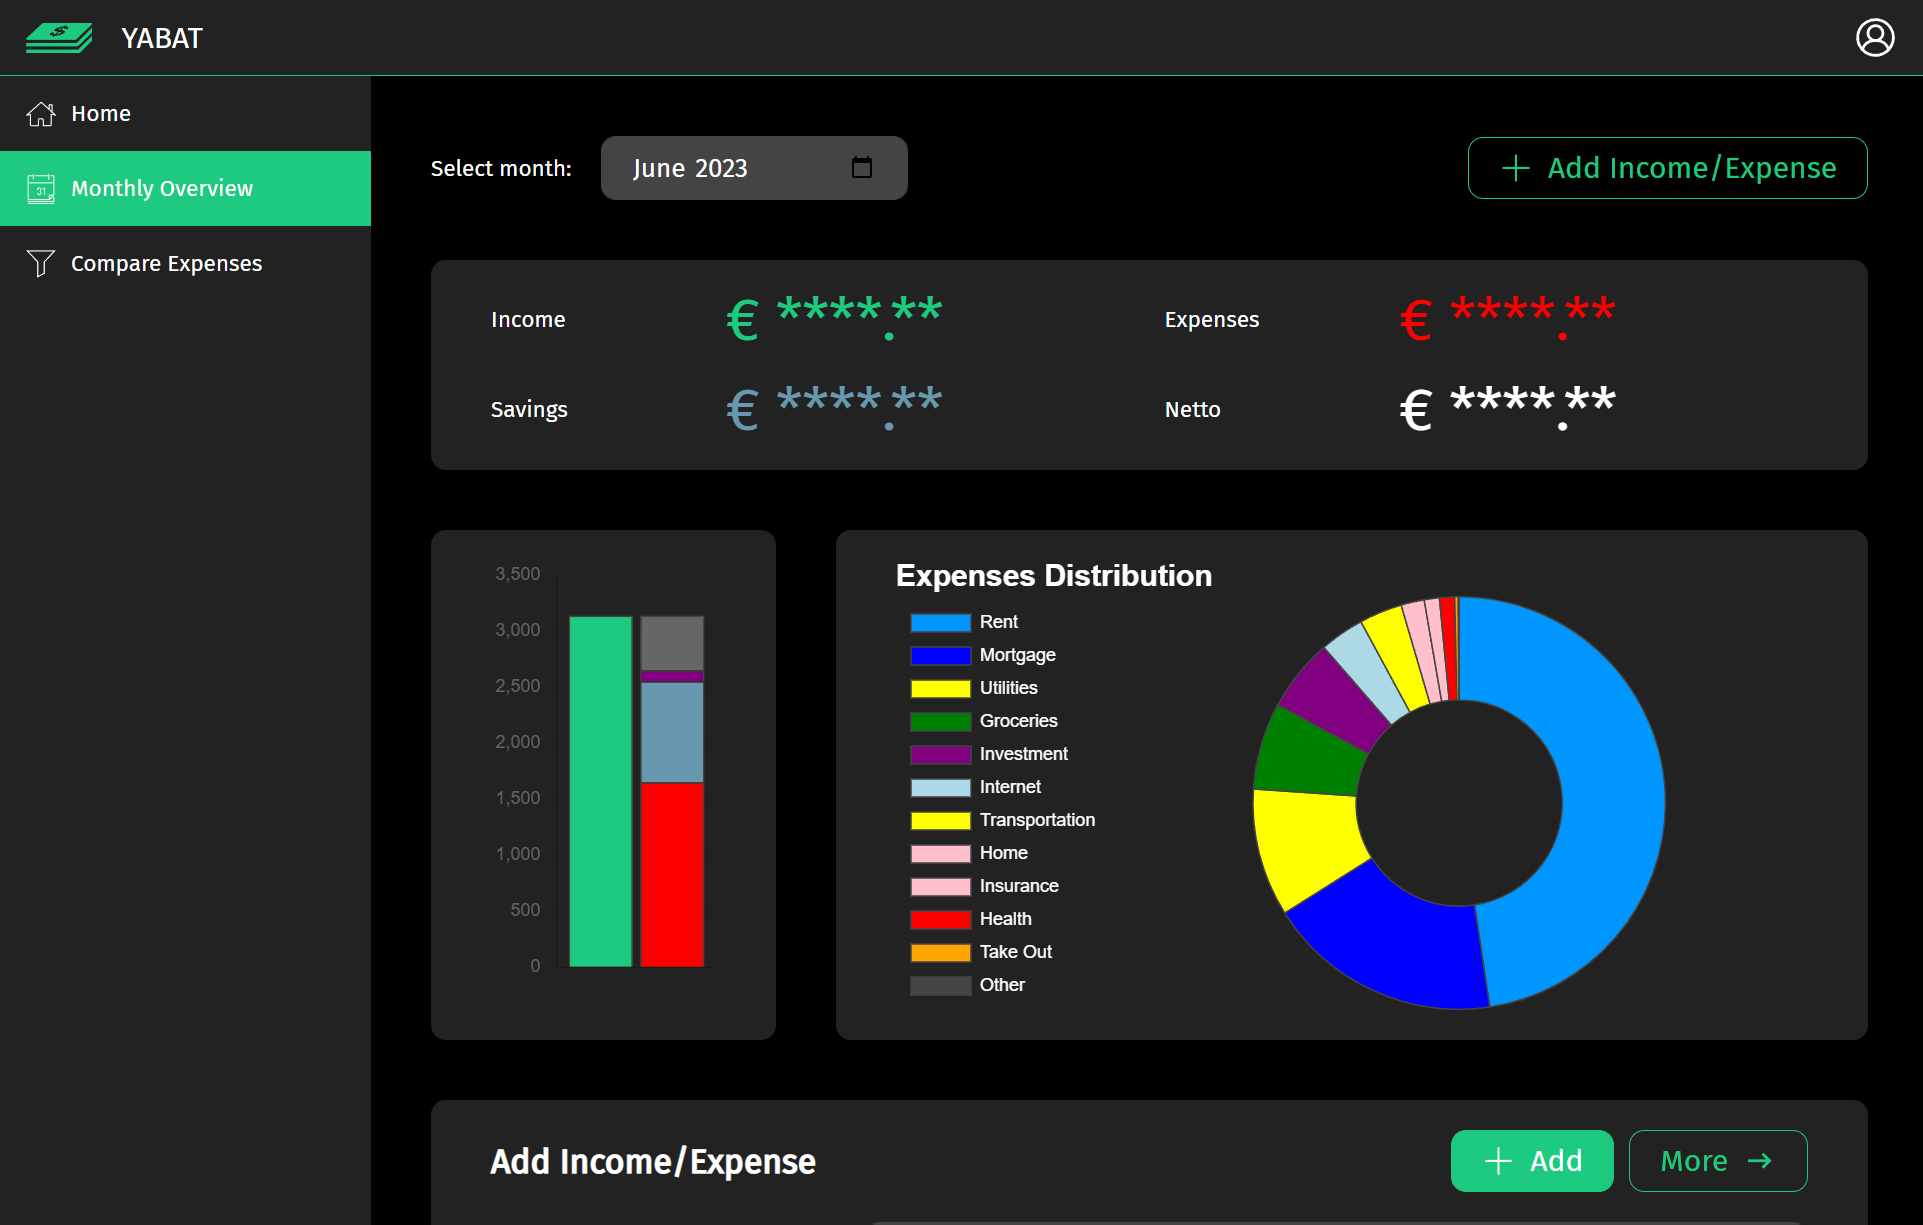 YABAT
Home
Monthly Overview
Compare Expenses
Select month:
June 2023
Add Income/Expense
Income
€ ****.**
Expenses
€ ****.**
Savings
€ ****.**
Netto
€ ****.**
3,500
3,000
2,500
2,000
1,500
1,000
500
0
Expenses Distribution
Rent
Mortgage
Utilities
Groceries
Investment
Internet
Transportation
Home
Insurance
Health
Take Out
Other
Add Income/Expense
Add
More →